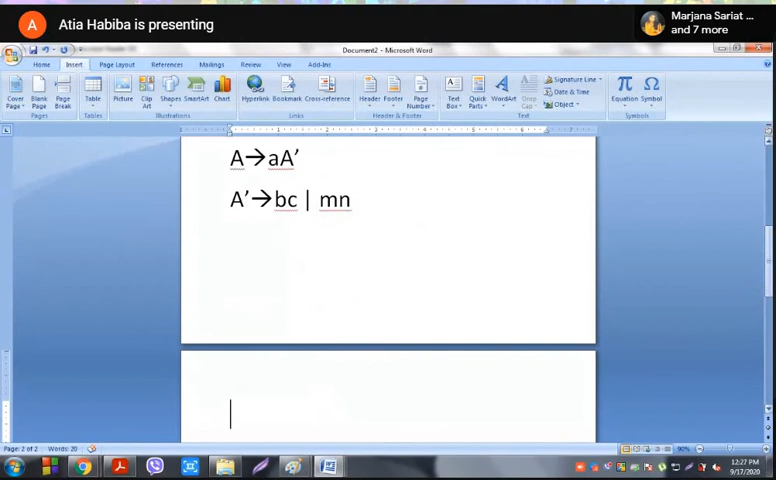 A
Atia Habiba is presenting
Marjana Sariat ...
and 7 more
Document2 - Microsoft Word
Home
Insert
Page Layout
References
Mailings
Review
View
Add-Ins
Cover Page
Blank Page
Page Break
Table
Picture
Clip Art
Shapes
SmartArt
Chart
Hyperlink
Bookmark
Cross-reference
Header
Footer
Page Number
Text Box
Quick Parts
WordArt
Drop Cap
Signature Line
Date & Time
Object
Equation
Symbol
Pages
Tables
Illustrations
Links
Header & Footer
Text
Symbols
A→aA’
A’→bc | mn
Page: 2 of 2
Words: 20
90%
12:27 PM
9/17/2020